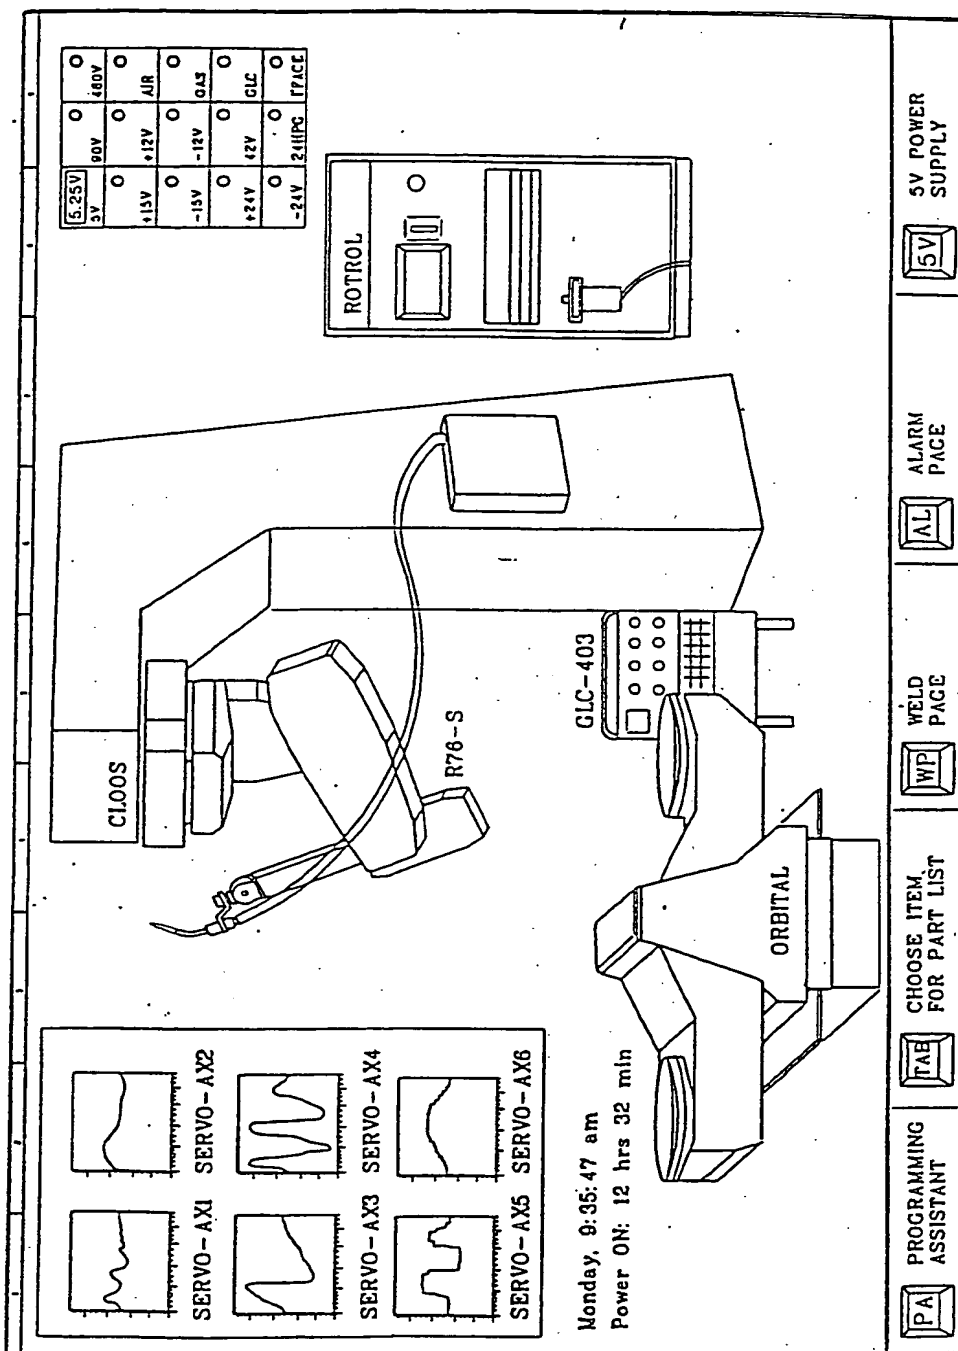 SERVO-AX1
SERVO-AX2
SERVO-AX3
SERVO-AX4
SERVO-AX5
SERVO-AX6
Monday, 9:35:47 am
Power ON: 12 hrs 32 min
CLOOS
R76-S
GLC-403
ORBITAL
ROTROL
5.25V
5V
90V
480V
+15V
+12V
AIR
-15V
-12V
GAS
+24V
42V
GLC
-24V
PA
PROGRAMMING
ASSISTANT
TAB
CHOOSE ITEM
FOR PART LIST
WP
WELD
PAGE
AL
ALARM
PAGE
5V
5V POWER
SUPPLY